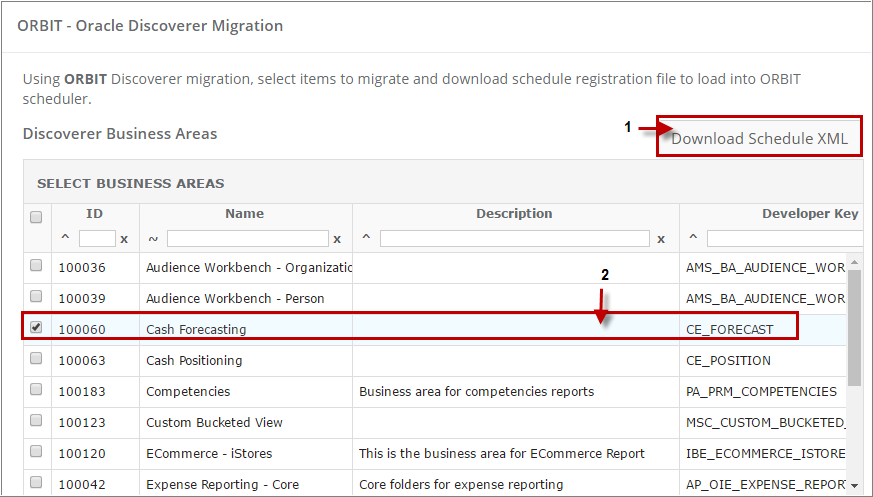 ORBIT - Oracle Discoverer Migration
Using ORBIT Discoverer migration, select items to migrate and download schedule registration file to load into ORBIT
scheduler.
Discoverer Business Areas
1
Download Schedule XML
SELECT BUSINESS AREAS
ID Name Description Developer Key
^ x ~ x ^ x ^
100036 Audience Workbench - Organizatio AMS_BA_AUDIENCE_WOR
2
100039 Audience Workbench - Person AMS_BA_AUDIENCE_WOR
100060 Cash Forecasting CE_FORECAST
100063 Cash Positioning CE_POSITION
100183 Competencies Business area for competencies reports PA_PRM_COMPETENCIES
100123 Custom Bucketed View MSC_CUSTOM_BUCKETED_
100120 ECommerce - iStores This is the business area for ECommerce Report IBE_ECOMMERCE_ISTORE
100042 Expense Reporting - Core Core folders for expense reporting AP_OIE_EXPENSE_REPOR